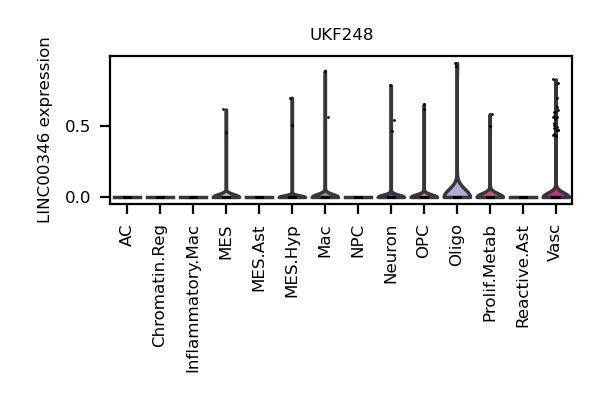 UKF248
LINC00346 expression
0.5
0.0
AC
Chromatin.Reg
Inflammatory.Mac
MES
MES.Ast
MES.Hyp
Mac
NPC
Neuron
OPC
Oligo
Prolif.Metab
Reactive.Ast
Vasc